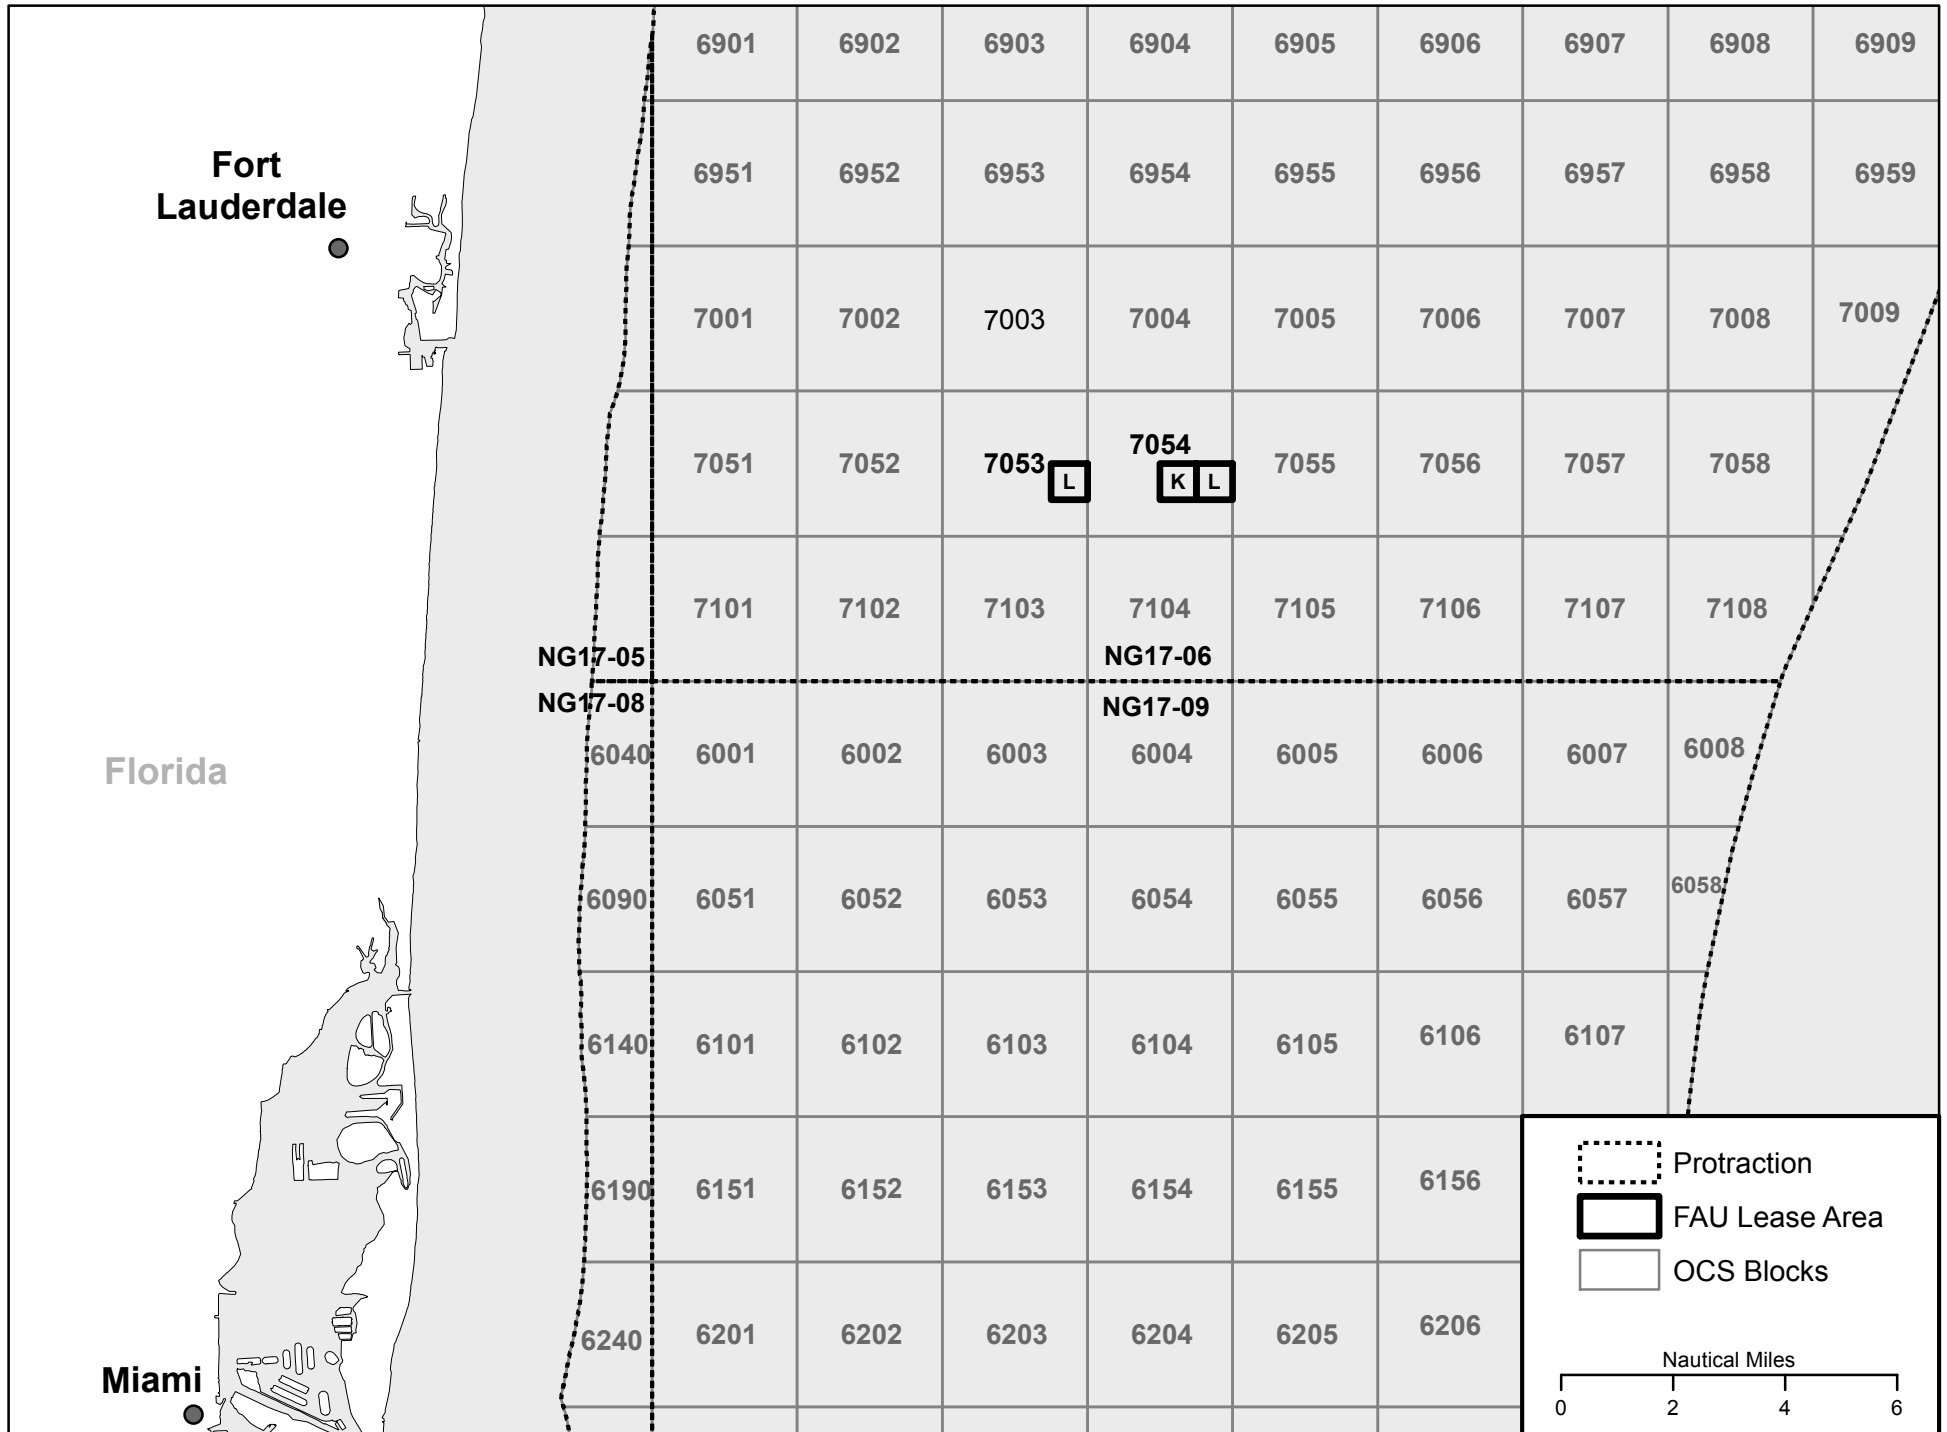 6901 6902 6903 6904 6905 6906 6907 6908 6909
Fort
Lauderdale
6951 6952 6953 6954 6955 6956 6957 6958 6959
7001 7002 7003 7004 7005 7006 7007 7008 7009
7054
7051 7052 7053 7055 7056 7057 7058
L K L
7101 7102 7103 7104 7105 7106 7107 7108
NG17-05 NG17-06
NG17-08 NG17-09
Florida
6040 6001 6002 6003 6004 6005 6006 6007 6008
6090 6051 6052 6053 6054 6055 6056 6057 6058
6140 6101 6102 6103 6104 6105 6106 6107
6190 6151 6152 6153 6154 6155 6156
6240 6201 6202 6203 6204 6205 6206
Miami
Protraction
FAU Lease Area
OCS Blocks
Nautical Miles
0 2 4 6